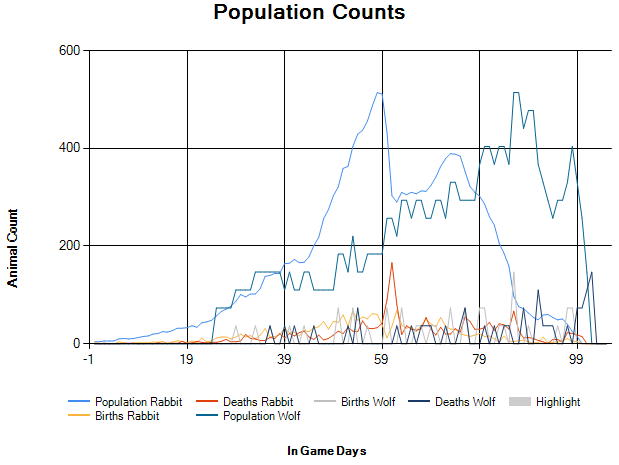 Population Counts
600
400
200
0
-1 19 39 59 79 99
Animal Count
Population Rabbit Deaths Rabbit Births Wolf Deaths Wolf Highlight
Births Rabbit Population Wolf
In Game Days